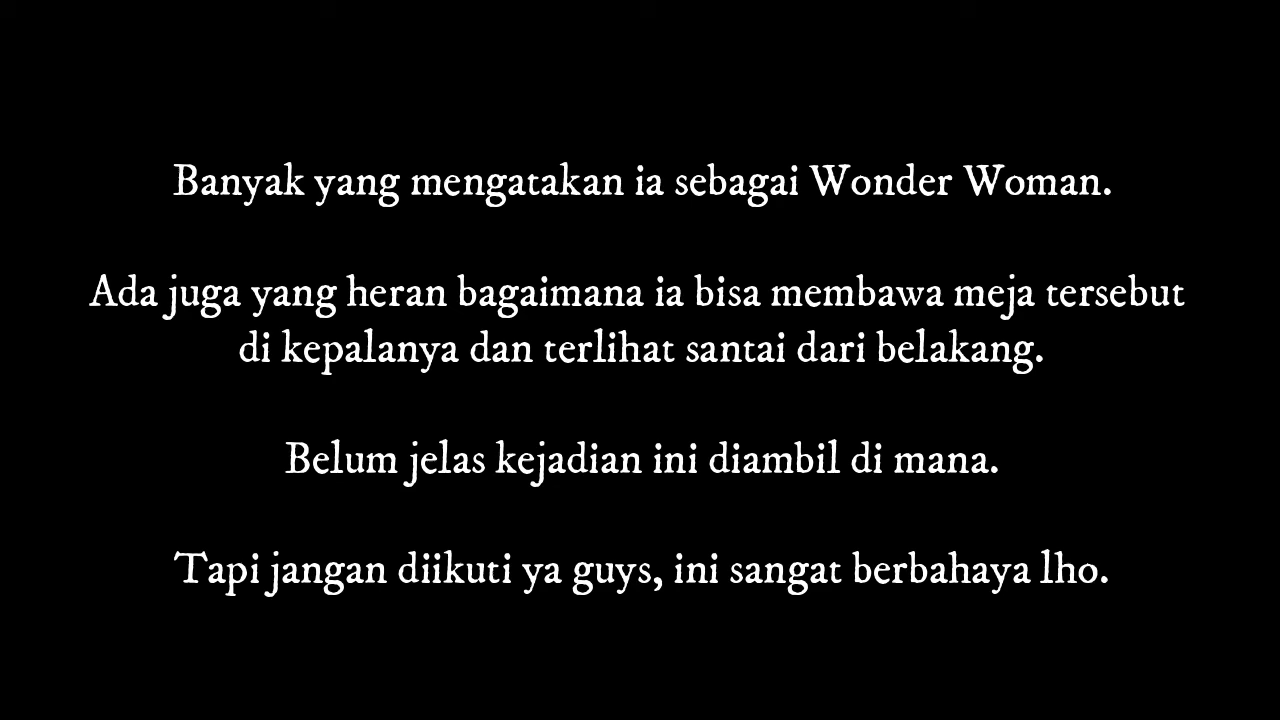 Banyak yang mengatakan ia sebagai Wonder Woman.
Ada juga yang heran bagaimana ia bisa membawa meja tersebut
di kepalanya dan terlihat santai dari belakang.
Belum jelas kejadian ini diambil di mana.
Tapi jangan diikuti ya guys, ini sangat berbahaya lho.